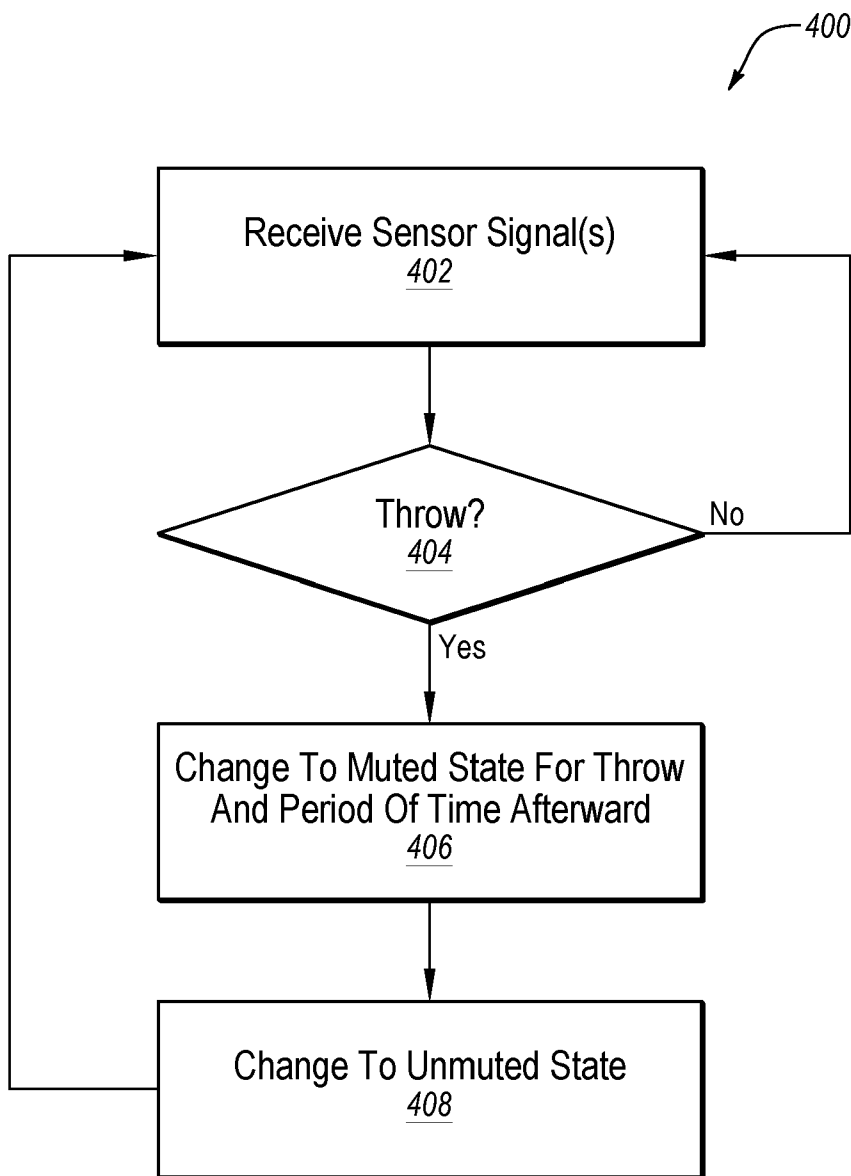 400
Receive Sensor Signal(s)
402
Throw?
404
No
Yes
Change To Muted State For Throw
And Period Of Time Afterward
406
Change To Unmuted State
408